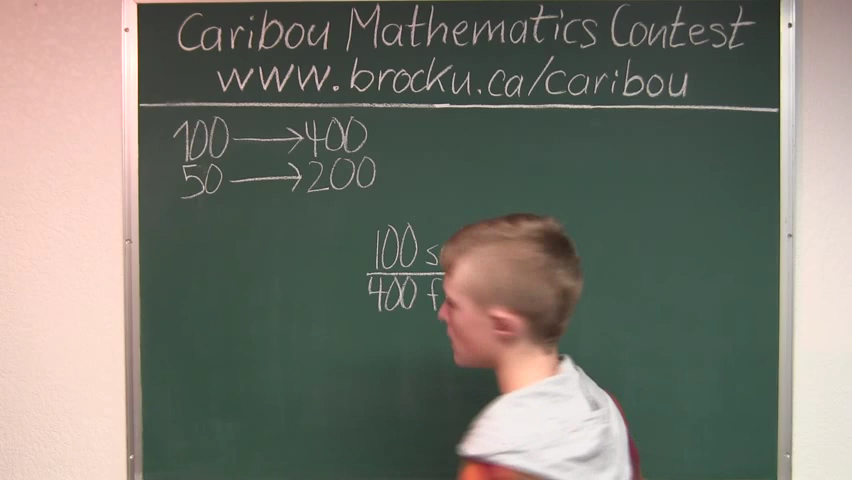 Caribou Mathematics Contest
www.brocku.ca/caribou
100 → 400
50 → 200
100
400